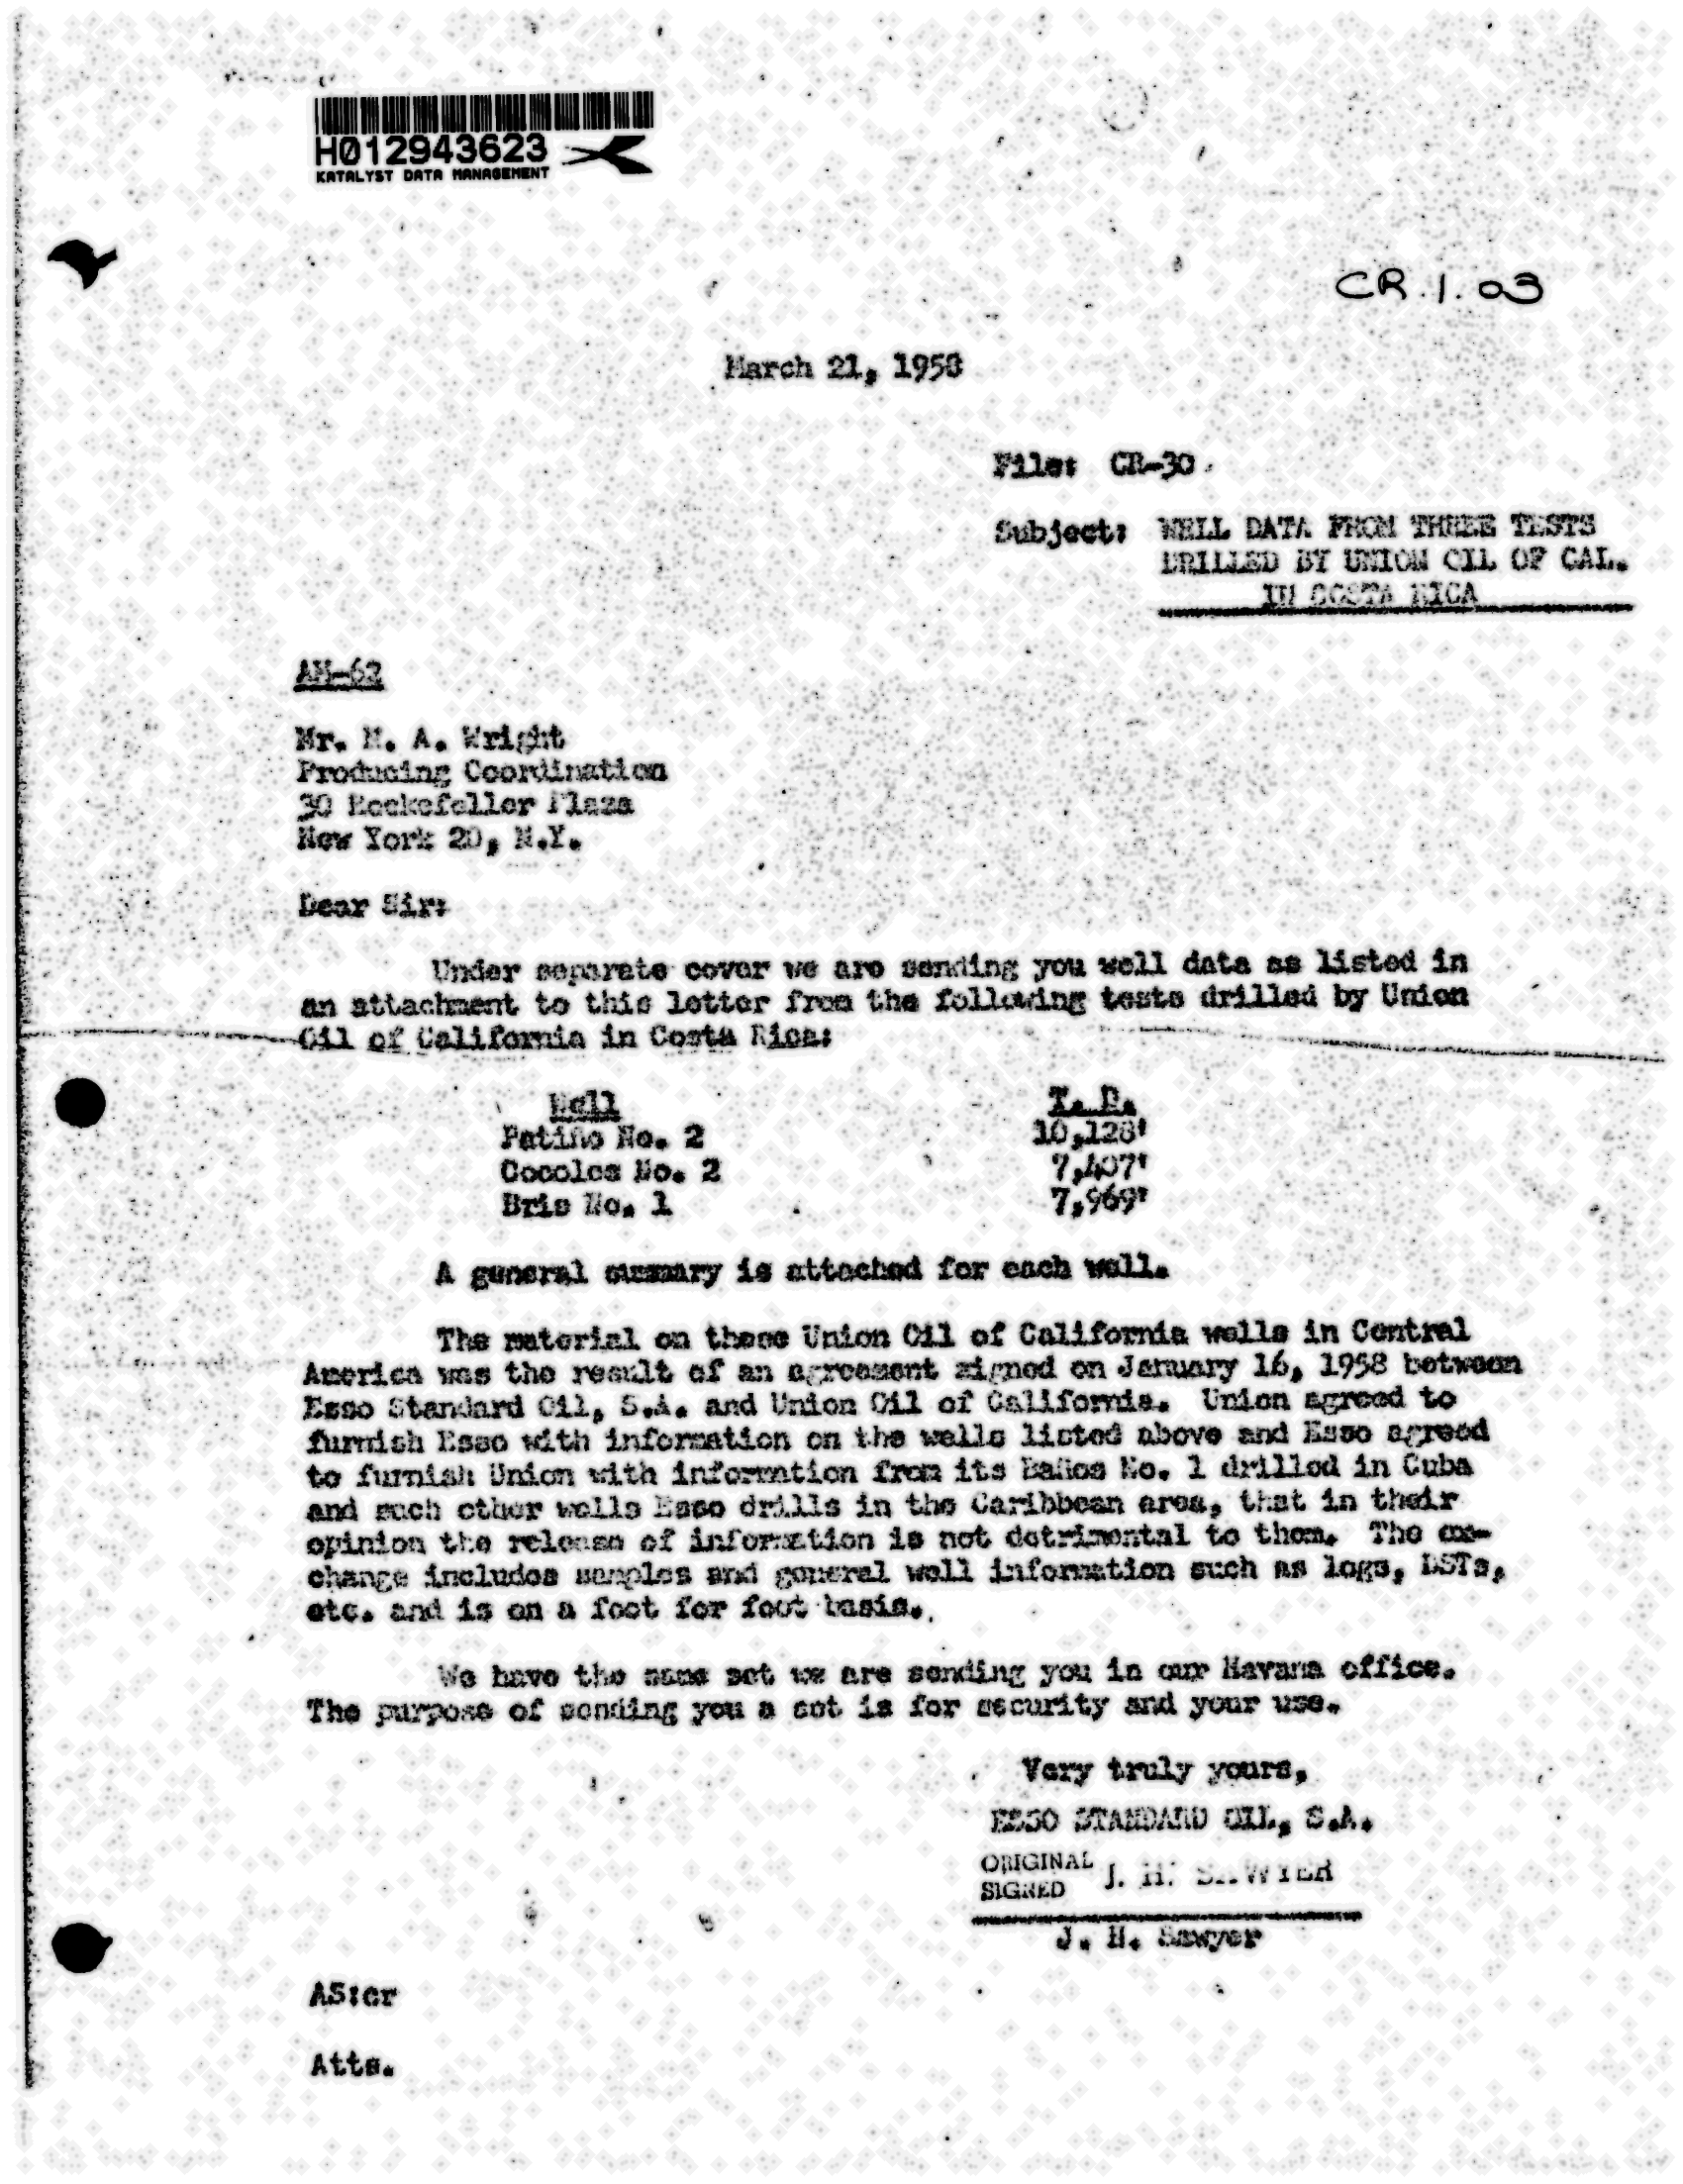 H012943623
KATALYST DATA MANAGEMENT
CR.1.03
March 21, 1958
File: CR-30
Subject: WELL DATA FROM THREE TESTS
DRILLED BY UNION OIL OF CAL.
IN COSTA RICA
Mr. M. A. Wright
Producing Coordination
30 Rockefeller Plaza
New York 20, N.Y.
Dear Sir:
Under separate cover we are sending you well data as listed in
an attachment to this letter from the following tests drilled by Union
Oil of California in Costa Rica:
Well T. D.
Patiño No. 2 10,128'
Cocoles No. 2 7,407'
Bris No. 1 7,969'
A general summary is attached for each well.
The material on these Union Oil of California wells in Central
America was the result of an agreement signed on January 16, 1958 between
Esso Standard Oil, S.A. and Union Oil of California. Union agreed to
furnish Esso with information on the wells listed above and Esso agreed
to furnish Union with information from its Baños No. 1 drilled in Cuba
and such other wells Esso drills in the Caribbean area, that in their
opinion the release of information is not detrimental to them. The ex-
change includes samples and general well information such as logs, DSTs,
etc. and is on a foot for foot basis.
We have the same set we are sending you in our Havana office.
The purpose of sending you a set is for security and your use.
Very truly yours,
ESSO STANDARD OIL, S.A.
ORIGINAL
SIGNED J. H. SAWYER
J. H. Sawyer
AS:cr
Atts.